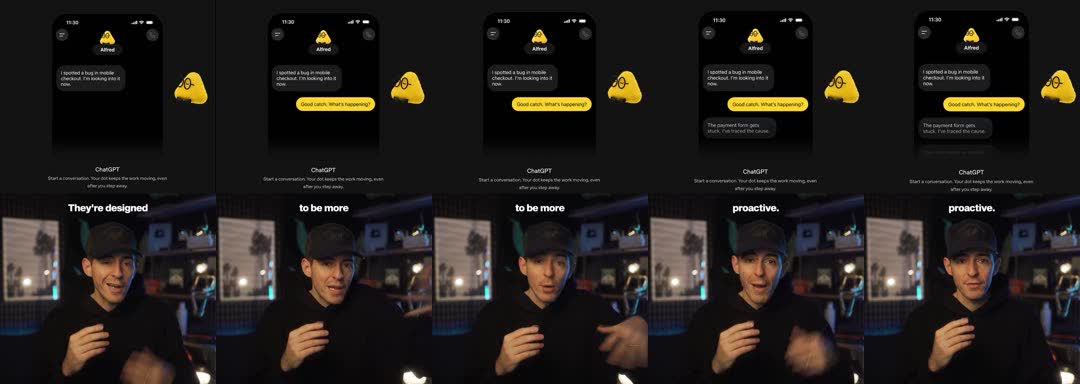 11:30
Alfred
I spotted a bug in mobile
checkout. I'm looking into it
now.
ChatGPT
Start a conversation. Your dot keeps the work moving, even
after you step away.
They're designed
11:30
Alfred
I spotted a bug in mobile
checkout. I'm looking into it
now.
Good catch. What's happening?
ChatGPT
Start a conversation. Your dot keeps the work moving, even
after you step away.
to be more
11:30
Alfred
I spotted a bug in mobile
checkout. I'm looking into it
now.
Good catch. What's happening?
ChatGPT
Start a conversation. Your dot keeps the work moving, even
after you step away.
to be more
11:30
Alfred
I spotted a bug in mobile
checkout. I'm looking into it
now.
Good catch. What's happening?
The payment form gets
stuck. I've traced the cause.
ChatGPT
Start a conversation. Your dot keeps the work moving, even
after you step away.
proactive.
11:30
Alfred
I spotted a bug in mobile
checkout. I'm looking into it
now.
Good catch. What's happening?
The payment form gets
stuck. I've traced the cause.
ChatGPT
Start a conversation. Your dot keeps the work moving, even
after you step away.
proactive.